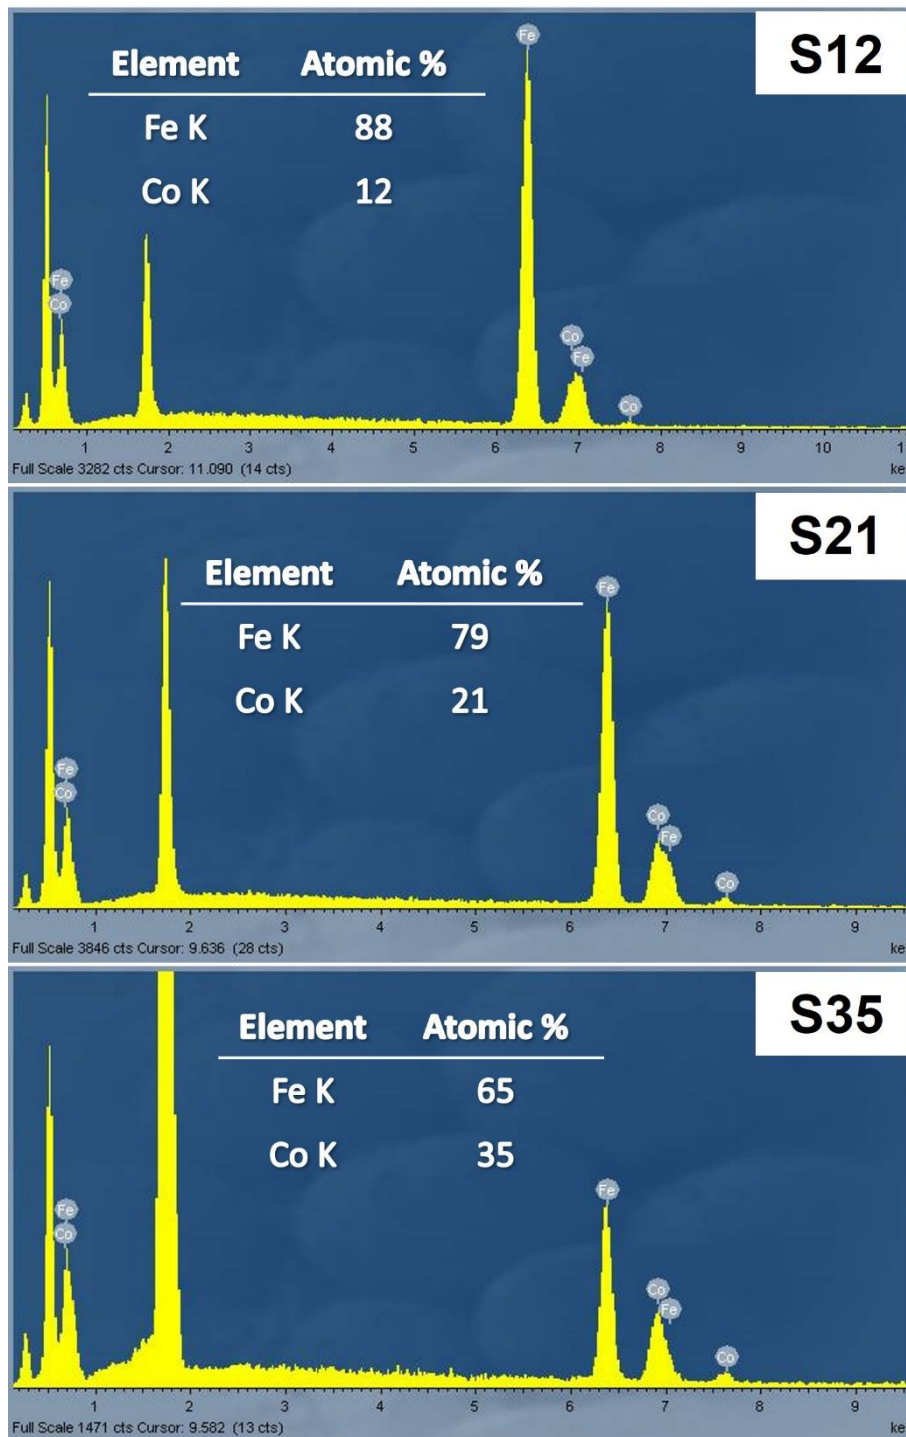 S12
Element Atomic %
Fe K 88
Co K 12
Fe
Fe
Co
Co
Fe
Co
1 2 3 4 5 6 7 8 9 10 1
Full Scale 3282 cts Cursor: 11.090 (14 cts) ke
S21
Element Atomic %
Fe K 79
Co K 21
Fe
Fe
Co
Co
Fe
Co
1 2 3 4 5 6 7 8 9
Full Scale 3846 cts Cursor: 9.636 (28 cts) ke
S35
Element Atomic %
Fe K 65
Co K 35
Fe
Fe
Co
Co
Fe
Co
1 2 3 4 5 6 7 8 9
Full Scale 1471 cts Cursor: 9.582 (13 cts) ke